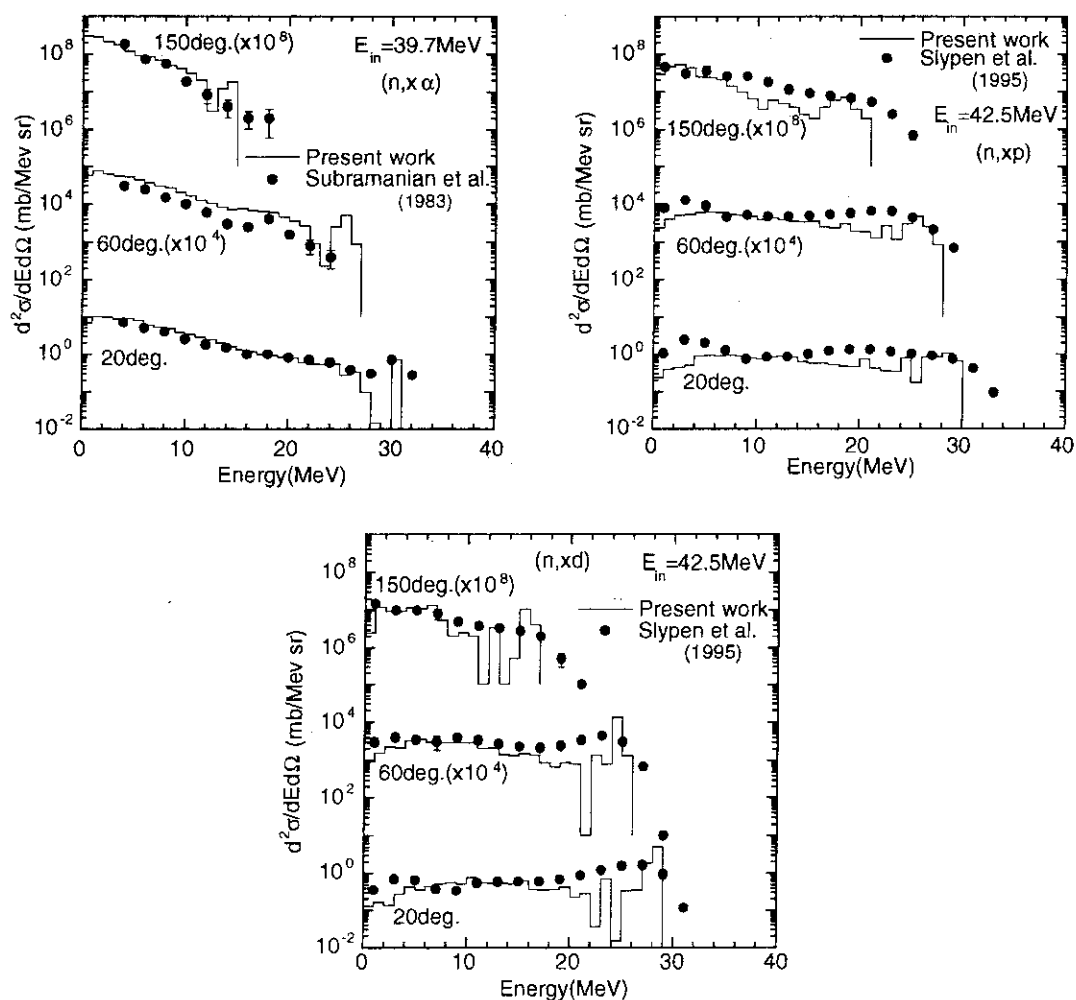 10^8
10^6
10^4
10^2
10^0
10^-2
d^2σ/dEdΩ (mb/Mev sr)
150deg.(x10^8)
E_in=39.7MeV
(n,xα)
Present work
Subramanian et al.
(1983)
60deg.(x10^4)
20deg.
0
10
20
30
40
Energy(MeV)
10^8
10^6
10^4
10^2
10^0
10^-2
d^2σ/dEdΩ (mb/Mev sr)
Present work
Slypen et al.
(1995)
150deg.(x10^8)
E_in=42.5MeV
(n,xp)
60deg.(x10^4)
20deg.
0
10
20
30
40
Energy(MeV)
10^8
10^6
10^4
10^2
10^0
10^-2
d^2σ/dEdΩ (mb/Mev sr)
(n,xd)
E_in=42.5MeV
150deg.(x10^8)
Present work
Slypen et al.
(1995)
60deg.(x10^4)
20deg.
0
10
20
30
40
Energy(MeV)